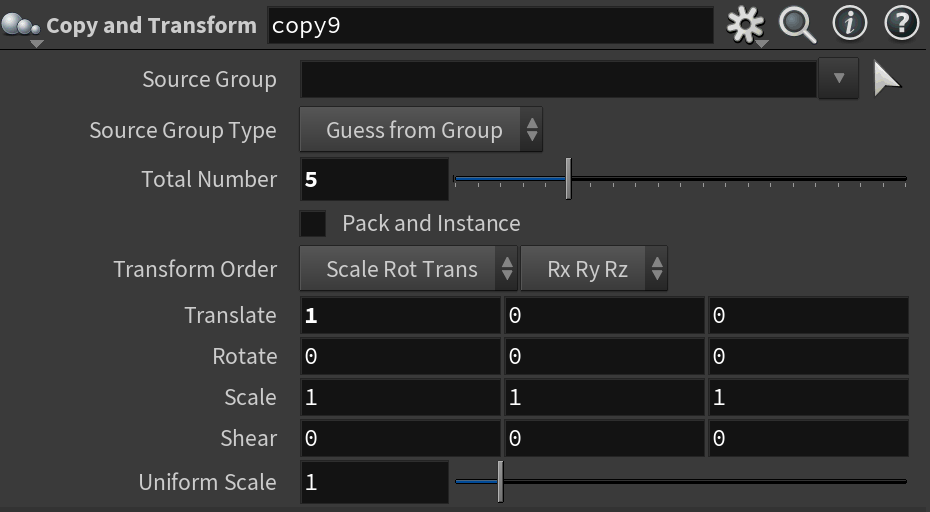 Copy and Transform copy9
Source Group
Source Group Type Guess from Group
Total Number 5
Pack and Instance
Transform Order Scale Rot Trans Rx Ry Rz
Translate 1 0 0
Rotate 0 0 0
Scale 1 1 1
Shear 0 0 0
Uniform Scale 1